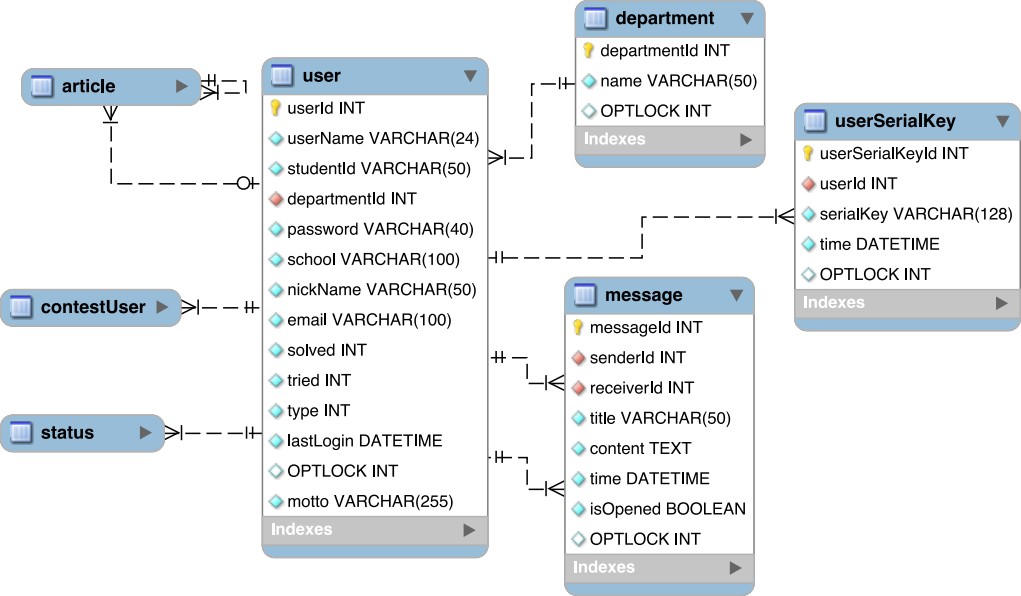 article
user
userId INT
userName VARCHAR(24)
studentId VARCHAR(50)
departmentId INT
password VARCHAR(40)
school VARCHAR(100)
nickName VARCHAR(50)
email VARCHAR(100)
solved INT
tried INT
type INT
lastLogin DATETIME
OPTLOCK INT
motto VARCHAR(255)
Indexes
contestUser
status
department
departmentId INT
name VARCHAR(50)
OPTLOCK INT
Indexes
userSerialKey
userSerialKeyId INT
userId INT
serialKey VARCHAR(128)
time DATETIME
OPTLOCK INT
Indexes
message
messageId INT
senderId INT
receiverId INT
title VARCHAR(50)
content TEXT
time DATETIME
isOpened BOOLEAN
OPTLOCK INT
Indexes